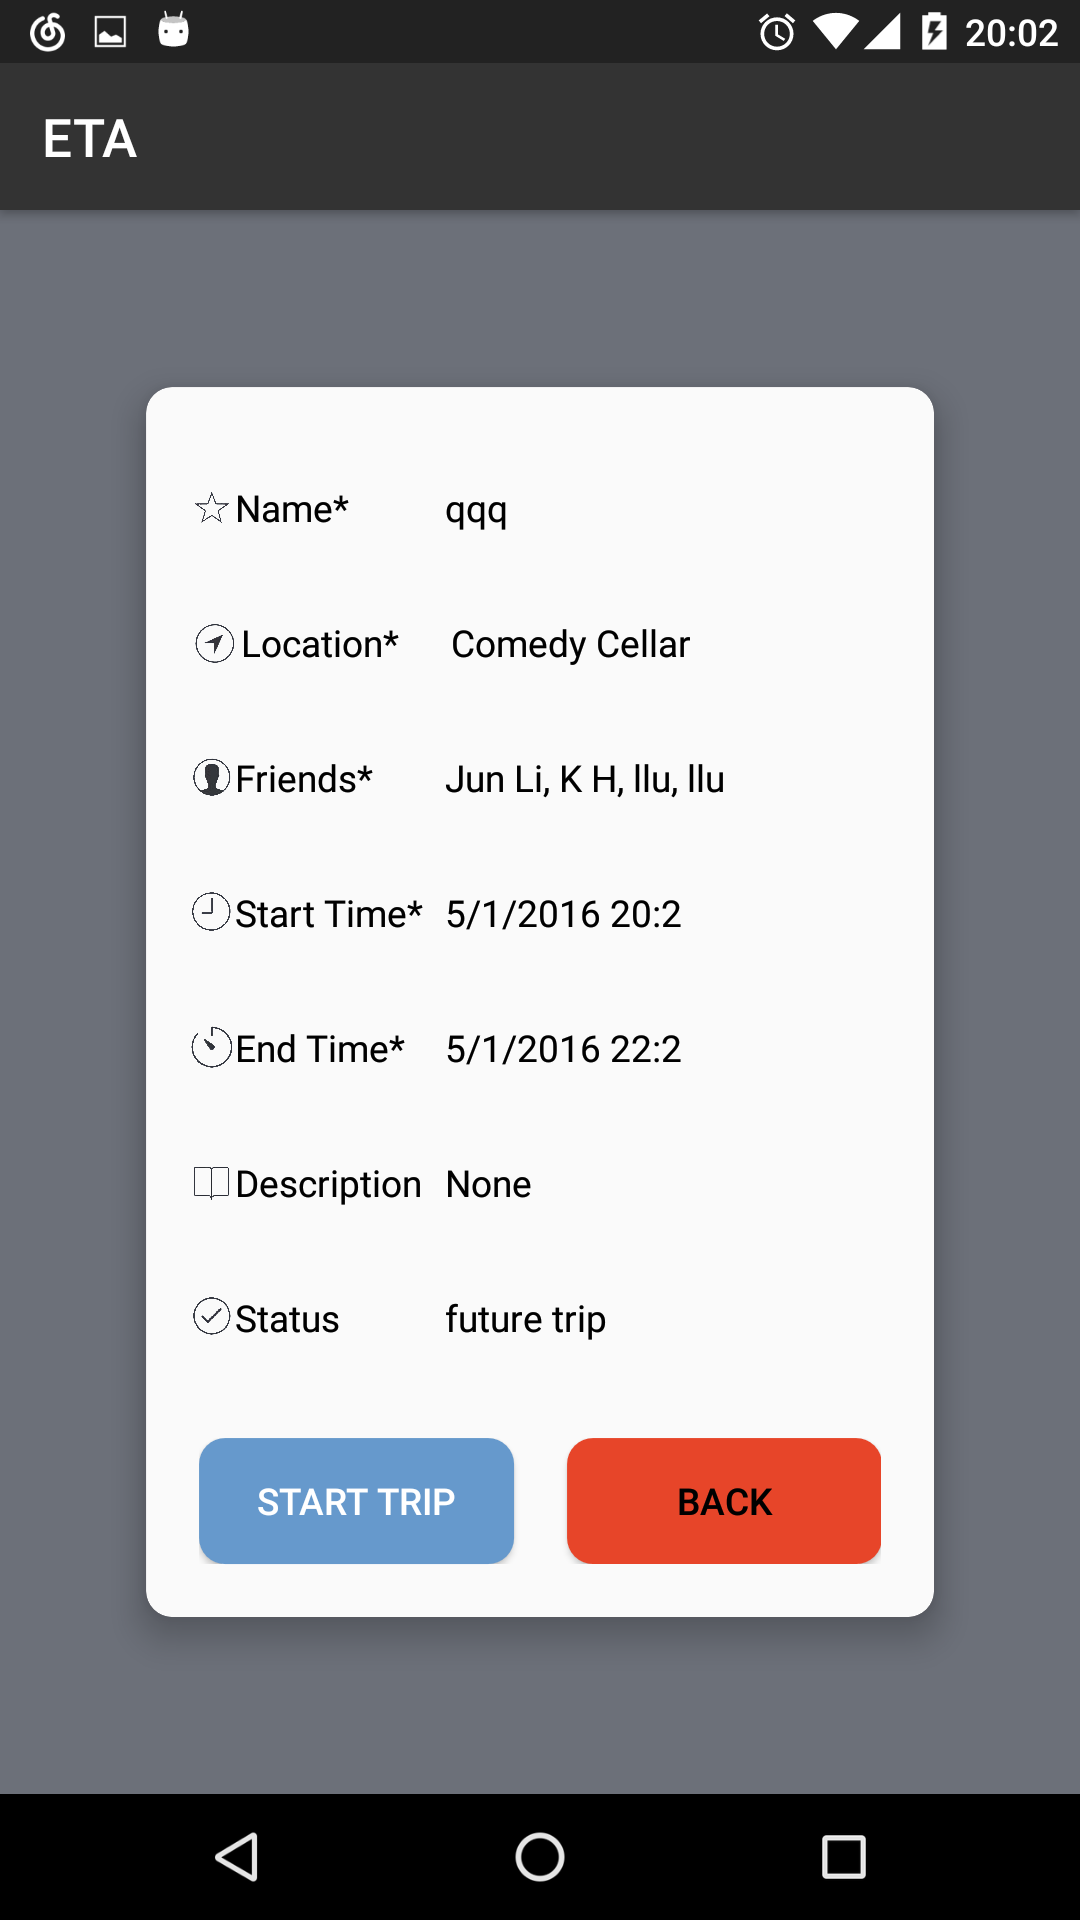 20:02
ETA
Name* qqq
Location* Comedy Cellar
Friends* Jun Li, K H, llu, llu
Start Time* 5/1/2016 20:2
End Time* 5/1/2016 22:2
Description None
Status future trip
START TRIP BACK